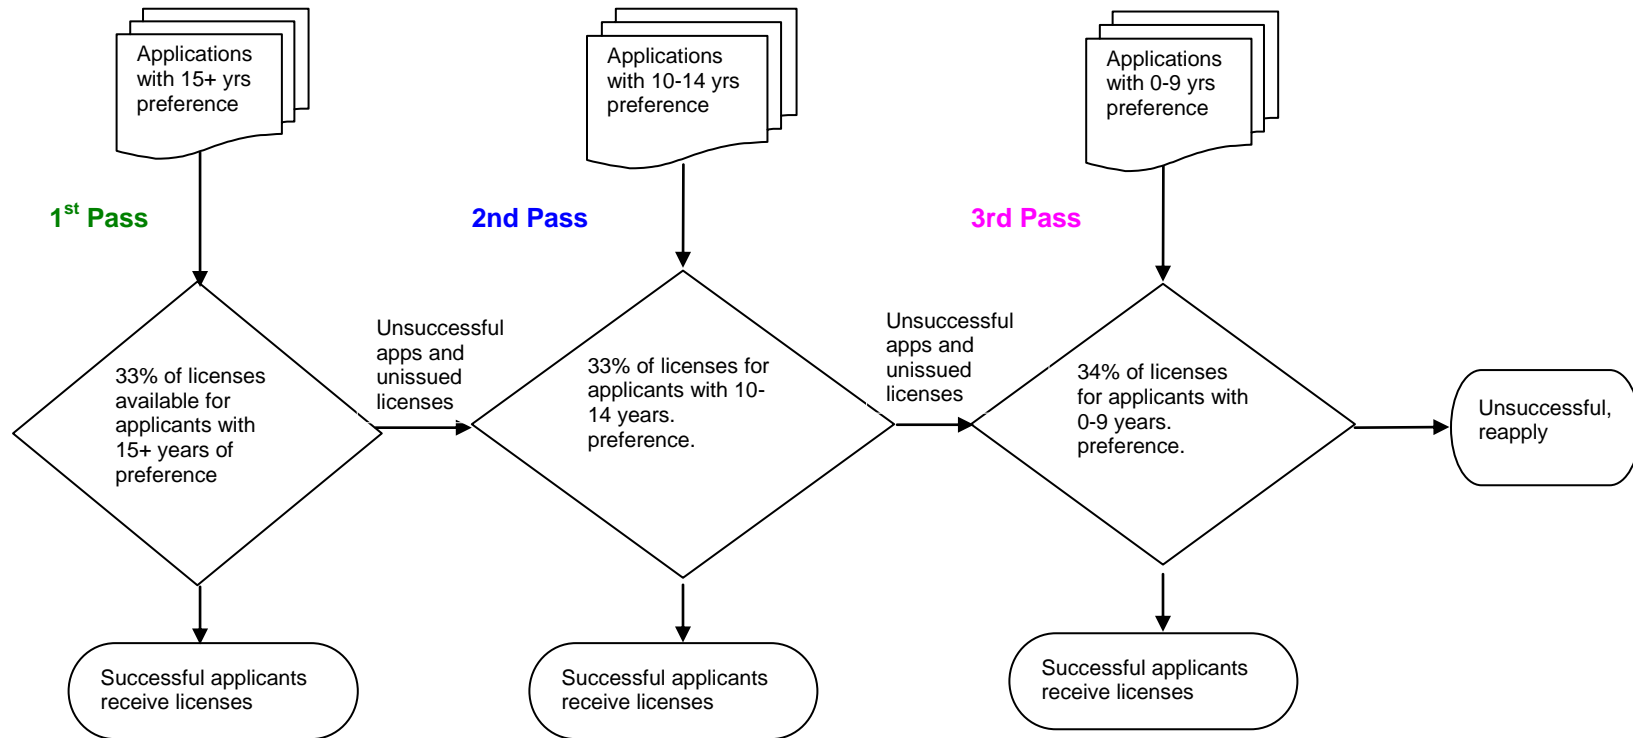 Applications
with 15+ yrs
preference
Applications
with 10-14 yrs
preference
Applications
with 0-9 yrs
preference
1st Pass
2nd Pass
3rd Pass
Unsuccessful
apps and
unissued
licenses
Unsuccessful
apps and
unissued
licenses
33% of licenses
available for
applicants with
15+ years of
preference
33% of licenses for
applicants with 10-
14 years.
preference.
34% of licenses
for applicants with
0-9 years.
preference.
Unsuccessful,
reapply
Successful applicants
receive licenses
Successful applicants
receive licenses
Successful applicants
receive licenses